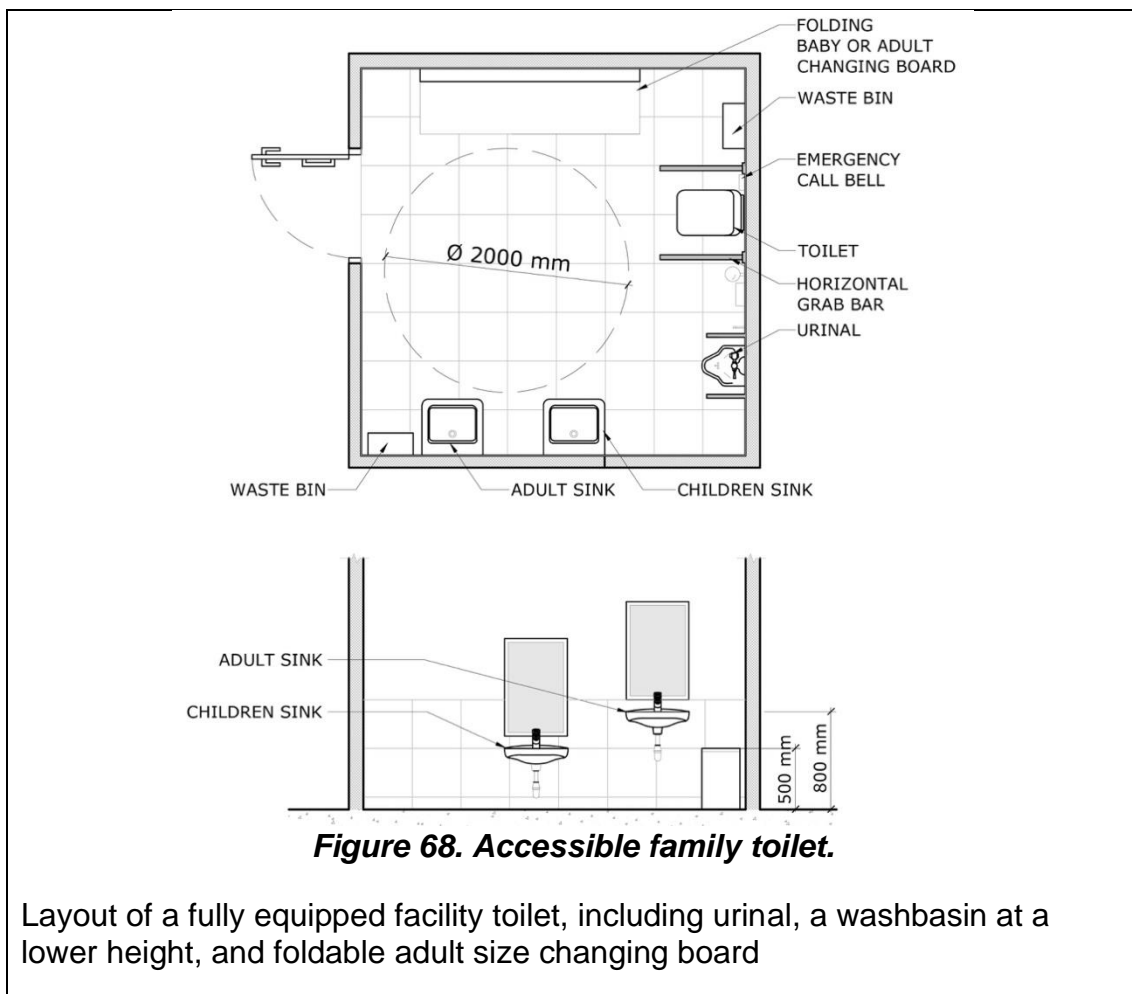 FOLDING
BABY OR ADULT
CHANGING BOARD
WASTE BIN
EMERGENCY
CALL BELL
Ø 2000 mm
TOILET
HORIZONTAL
GRAB BAR
URINAL
WASTE BIN
ADULT SINK
CHILDREN SINK
ADULT SINK
CHILDREN SINK
500 mm
800 mm
Figure 68. Accessible family toilet.
Layout of a fully equipped facility toilet, including urinal, a washbasin at a
lower height, and foldable adult size changing board